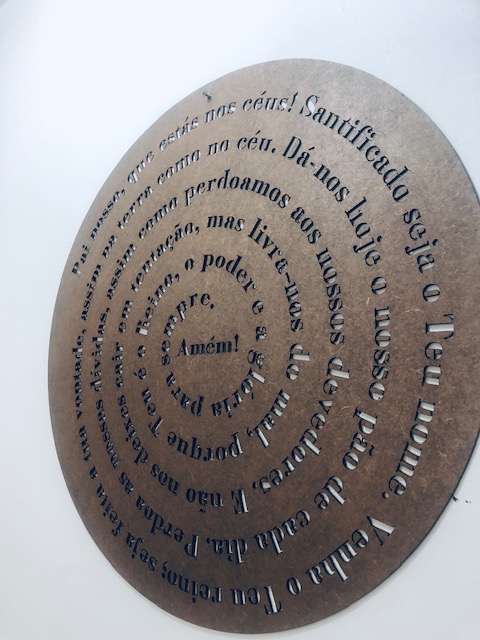 Pai nosso, que estás nos céus! Santificado seja o Teu nome. Venha o Teu reino; seja feita a tua vontade, assim na terra como no céu. Dá-nos hoje o nosso pão de cada dia. Perdoa as nossas dívidas, assim como perdoamos aos nossos devedores. E não nos deixes cair em tentação, mas livra-nos do mal, porque Teu é o Reino, o poder e a glória para sempre.
Amém!